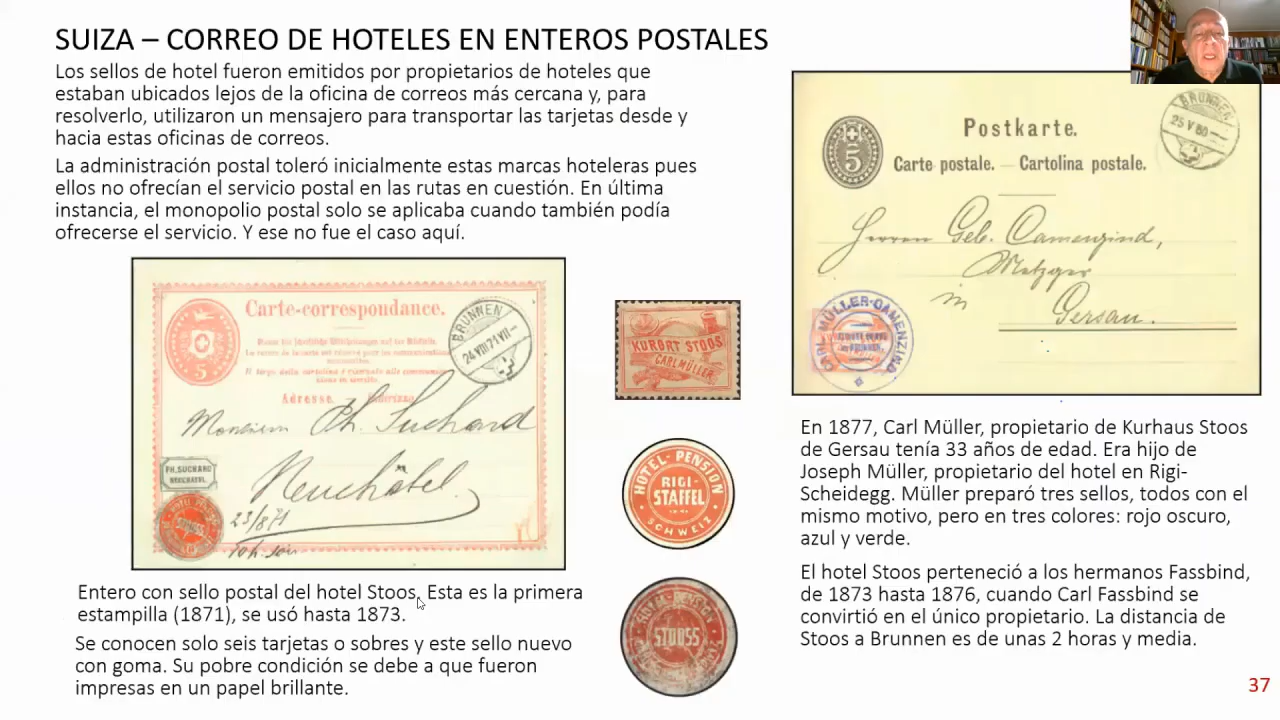 SUIZA – CORREO DE HOTELES EN ENTEROS POSTALES
Los sellos de hotel fueron emitidos por propietarios de hoteles que
estaban ubicados lejos de la oficina de correos más cercana y, para
resolverlo, utilizaron un mensajero para transportar las tarjetas desde y
hacia estas oficinas de correos.
La administración postal toleró inicialmente estas marcas hoteleras pues
ellos no ofrecían el servicio postal en las rutas en cuestión. En última
instancia, el monopolio postal solo se aplicaba cuando también podía
ofrecerse el servicio. Y ese no fue el caso aquí.
Carte-correspondance.
5
BRUNNEN
24 VIII 71 VII
Adresse.
Monsieur Ph. Suchard
PH. SUCHARD
NEUCHATEL
Neuchâtel.
23/8/71
Entero con sello postal del hotel Stoos. Esta es la primera
estampilla (1871), se usó hasta 1873.
Se conocen solo seis tarjetas o sobres y este sello nuevo
con goma. Su pobre condición se debe a que fueron
impresas en un papel brillante.
KURORT STOOS
CARL MÜLLER
HOTEL-PENSION
RIGI-
STAFFEL
SCHWEIZ
STOOSS
Postkarte.
Carte postale. — Cartolina postale.
5
BRUNNEN
25 V 80
Herren Geb. Camenzind,
Metzger
in
Gersau.
CARL MÜLLER-CAMENZIND
En 1877, Carl Müller, propietario de Kurhaus Stoos
de Gersau tenía 33 años de edad. Era hijo de
Joseph Müller, propietario del hotel en Rigi-
Scheidegg. Müller preparó tres sellos, todos con el
mismo motivo, pero en tres colores: rojo oscuro,
azul y verde.
El hotel Stoos perteneció a los hermanos Fassbind,
de 1873 hasta 1876, cuando Carl Fassbind se
convirtió en el único propietario. La distancia de
Stoos a Brunnen es de unas 2 horas y media.
37